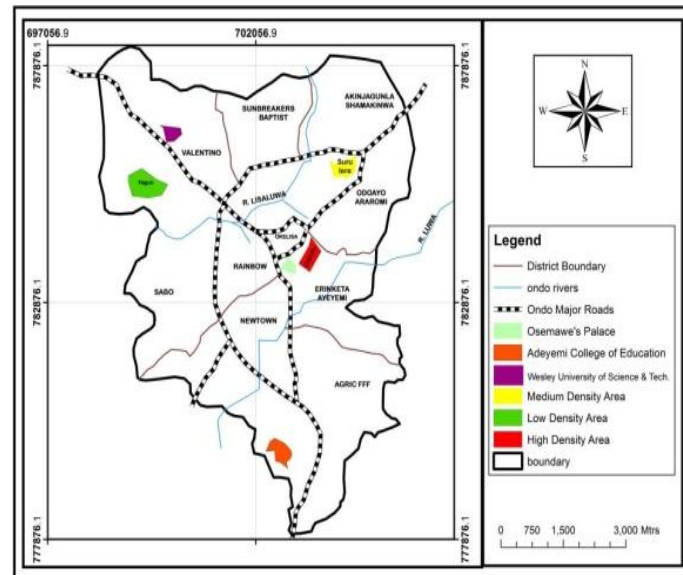 697056.9
702056.9
787876.1
787876.1
782876.1
782876.1
777876.1
777876.1
SUNBREAKERS
BAPTIST
AKINJAGUNLA
SHAMAKINWA
VALENTINO
Suru
lere
R. LISALUWA
ODOAYO
ARAROMI
R. LUWA
RAINBOW
SABO
ERINKETA
AYEYEMI
NEWTOWN
AGRIC FFF
N
W
E
S
Legend
District Boundary
ondo rivers
Ondo Major Roads
Osemawe's Palace
Adeyemi College of Education
Wesley University of Science & Tech.
Medium Density Area
Low Density Area
High Density Area
boundary
0 750 1,500 3,000 Mtrs